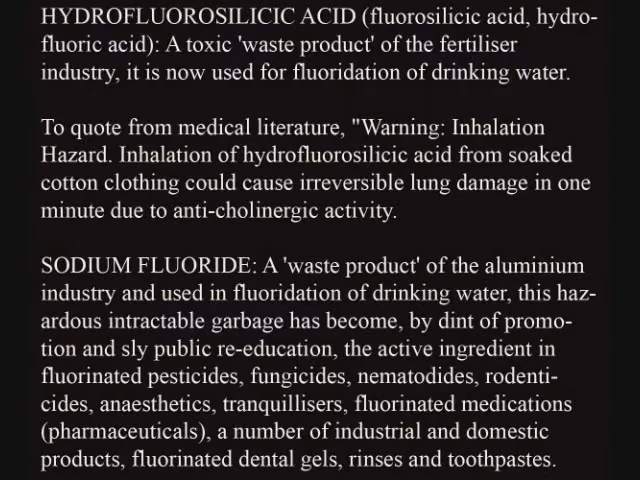 HYDROFLUOROSILICIC ACID (fluorosilicic acid, hydro-
fluoric acid): A toxic 'waste product' of the fertiliser
industry, it is now used for fluoridation of drinking water.
To quote from medical literature, "Warning: Inhalation
Hazard. Inhalation of hydrofluorosilicic acid from soaked
cotton clothing could cause irreversible lung damage in one
minute due to anti-cholinergic activity.
SODIUM FLUORIDE: A 'waste product' of the aluminium
industry and used in fluoridation of drinking water, this haz-
ardous intractable garbage has become, by dint of promo-
tion and sly public re-education, the active ingredient in
fluorinated pesticides, fungicides, nematodides, rodenti-
cides, anaesthetics, tranquillisers, fluorinated medications
(pharmaceuticals), a number of industrial and domestic
products, fluorinated dental gels, rinses and toothpastes.